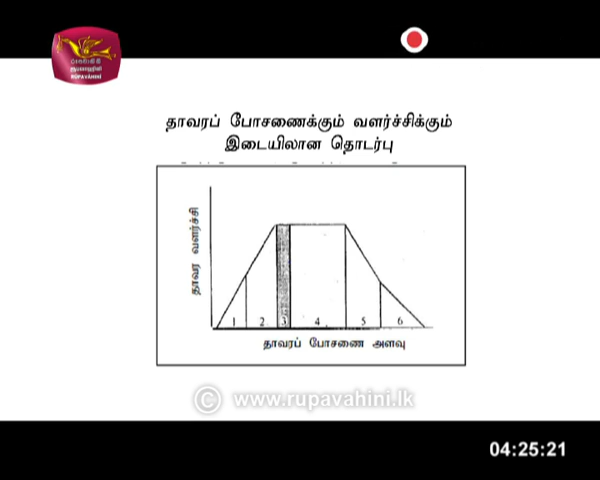 RUPAVAHINI
தாவரப் போசணைக்கும் வளர்ச்சிக்கும்
இடையிலான தொடர்பு
தாவர வளர்ச்சி
1 2 3 4 5 6
தாவரப் போசணை அளவு
© www.rupavahini.lk
04:25:21